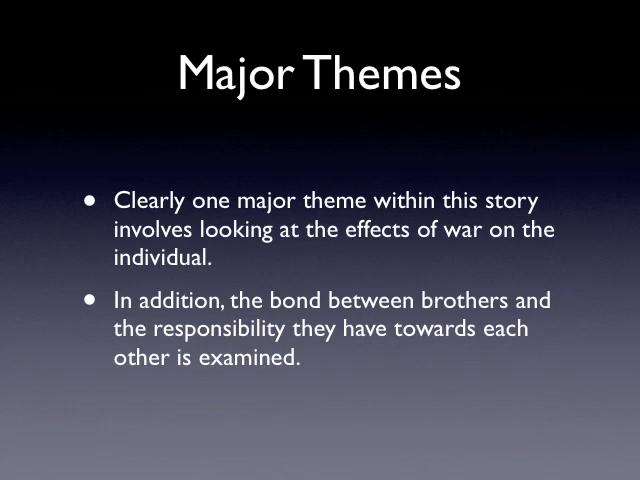 Major Themes
• Clearly one major theme within this story
involves looking at the effects of war on the
individual.
• In addition, the bond between brothers and
the responsibility they have towards each
other is examined.